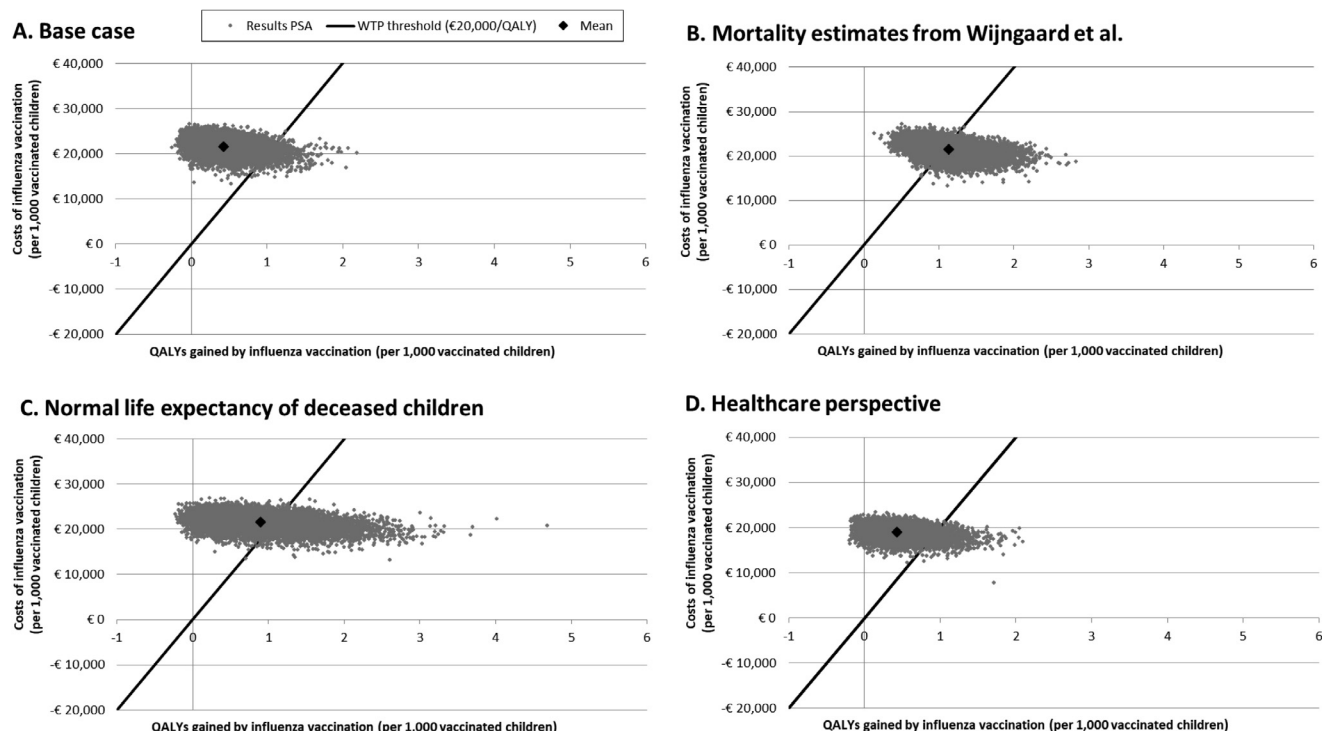 A. Base case
Results PSA
WTP threshold (€20,000/QALY)
Mean
Costs of influenza vaccination
(per 1,000 vaccinated children)
€ 40,000
€ 30,000
€ 20,000
€ 10,000
€ 0
-€ 10,000
-€ 20,000
-1 0 1 2 3 4 5 6
QALYs gained by influenza vaccination (per 1,000 vaccinated children)
B. Mortality estimates from Wijngaard et al.
Costs of influenza vaccination
(per 1,000 vaccinated children)
€ 40,000
€ 30,000
€ 20,000
€ 10,000
€ 0
-€ 10,000
-€ 20,000
-1 0 1 2 3 4 5 6
QALYs gained by influenza vaccination (per 1,000 vaccinated children)
C. Normal life expectancy of deceased children
Costs of influenza vaccination
(per 1,000 vaccinated children)
€ 40,000
€ 30,000
€ 20,000
€ 10,000
€ 0
-€ 10,000
-€ 20,000
-1 0 1 2 3 4 5 6
QALYs gained by influenza vaccination (per 1,000 vaccinated children)
D. Healthcare perspective
Costs of influenza vaccination
(per 1,000 vaccinated children)
€ 40,000
€ 30,000
€ 20,000
€ 10,000
€ 0
-€ 10,000
-€ 20,000
-1 0 1 2 3 4 5 6
QALYs gained by influenza vaccination (per 1,000 vaccinated children)